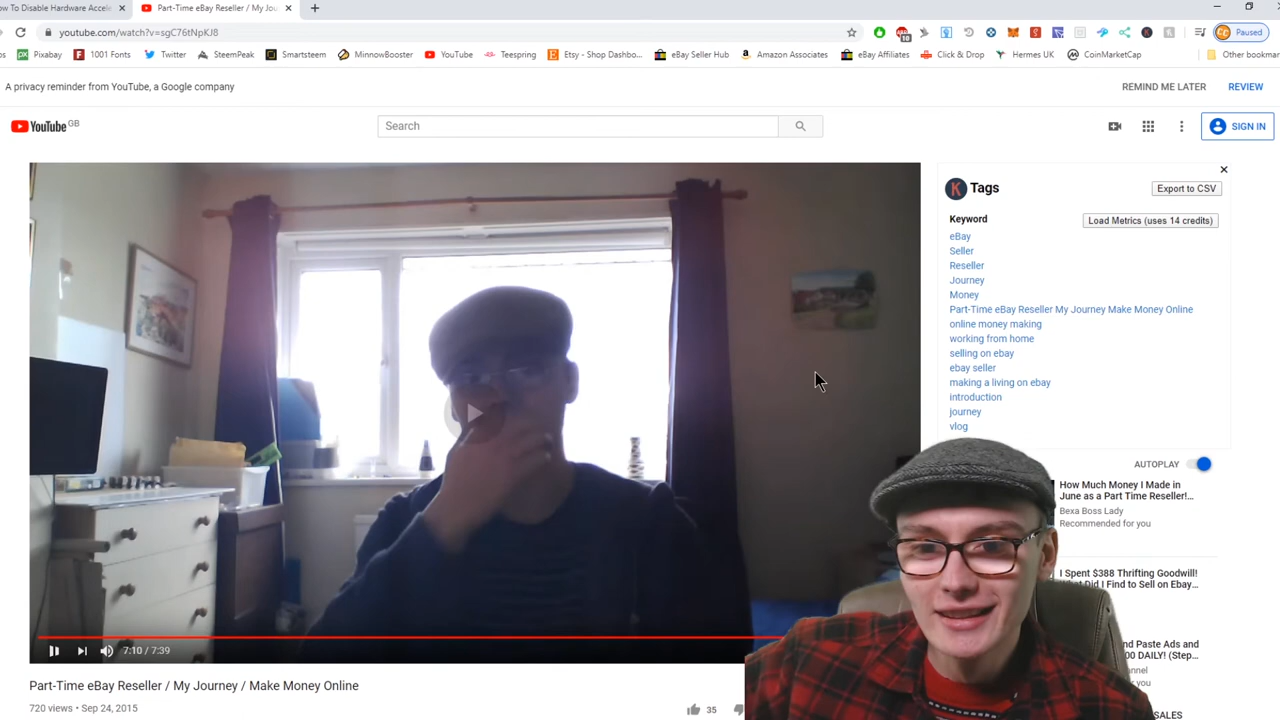 ow To Disable Hardware Accele
Part-Time eBay Reseller / My Jou
youtube.com/watch?v=sgC76tNpKJ8
10
Paused
Pixabay
1001 Fonts
Twitter
SteemPeak
Smartsteem
MinnowBooster
YouTube
Teespring
Etsy - Shop Dashbo...
eBay Seller Hub
Amazon Associates
eBay Affiliates
Click & Drop
Hermes UK
CoinMarketCap
Other bookmar
A privacy reminder from YouTube, a Google company
REMIND ME LATER
REVIEW
YouTube GB
Search
SIGN IN
K Tags
Export to CSV
Keyword
Load Metrics (uses 14 credits)
eBay
Seller
Reseller
Journey
Money
Part-Time eBay Reseller My Journey Make Money Online
online money making
working from home
selling on ebay
ebay seller
making a living on ebay
introduction
journey
vlog
AUTOPLAY
How Much Money I Made in
June as a Part Time Reseller!...
Bexa Boss Lady
Recommended for you
I Spent $388 Thrifting Goodwill!
Did I Find to Sell on Ebay...
nd Paste Ads and
00 DAILY! (Step...
annel
r you
SALES
7:10 / 7:39
Part-Time eBay Reseller / My Journey / Make Money Online
720 views • Sep 24, 2015
35